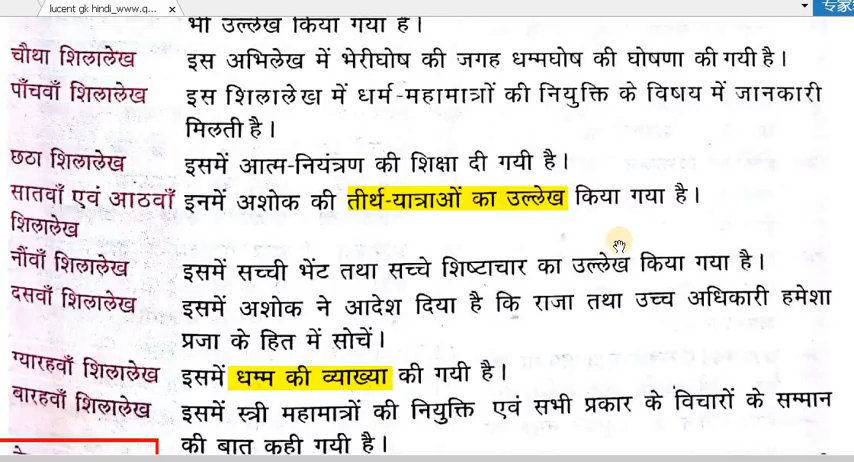 lucent gk hindi_www.q... ×
专家
भी उल्लेख किया गया है।
चौथा शिलालेख इस अभिलेख में भेरीघोष की जगह धम्मघोष की घोषणा की गयी है।
पाँचवाँ शिलालेख इस शिलालेख में धर्म-महामात्रों की नियुक्ति के विषय में जानकारी
मिलती है।
छठा शिलालेख इसमें आत्म-नियंत्रण की शिक्षा दी गयी है।
सातवाँ एवं आठवाँ इनमें अशोक की तीर्थ-यात्राओं का उल्लेख किया गया है।
शिलालेख
नौंवाँ शिलालेख इसमें सच्ची भेंट तथा सच्चे शिष्टाचार का उल्लेख किया गया है।
दसवाँ शिलालेख इसमें अशोक ने आदेश दिया है कि राजा तथा उच्च अधिकारी हमेशा
प्रजा के हित में सोचें।
ग्यारहवाँ शिलालेख इसमें धम्म की व्याख्या की गयी है।
बारहवाँ शिलालेख इसमें स्त्री महामात्रों की नियुक्ति एवं सभी प्रकार के विचारों के सम्मान
की बात कही गयी है।